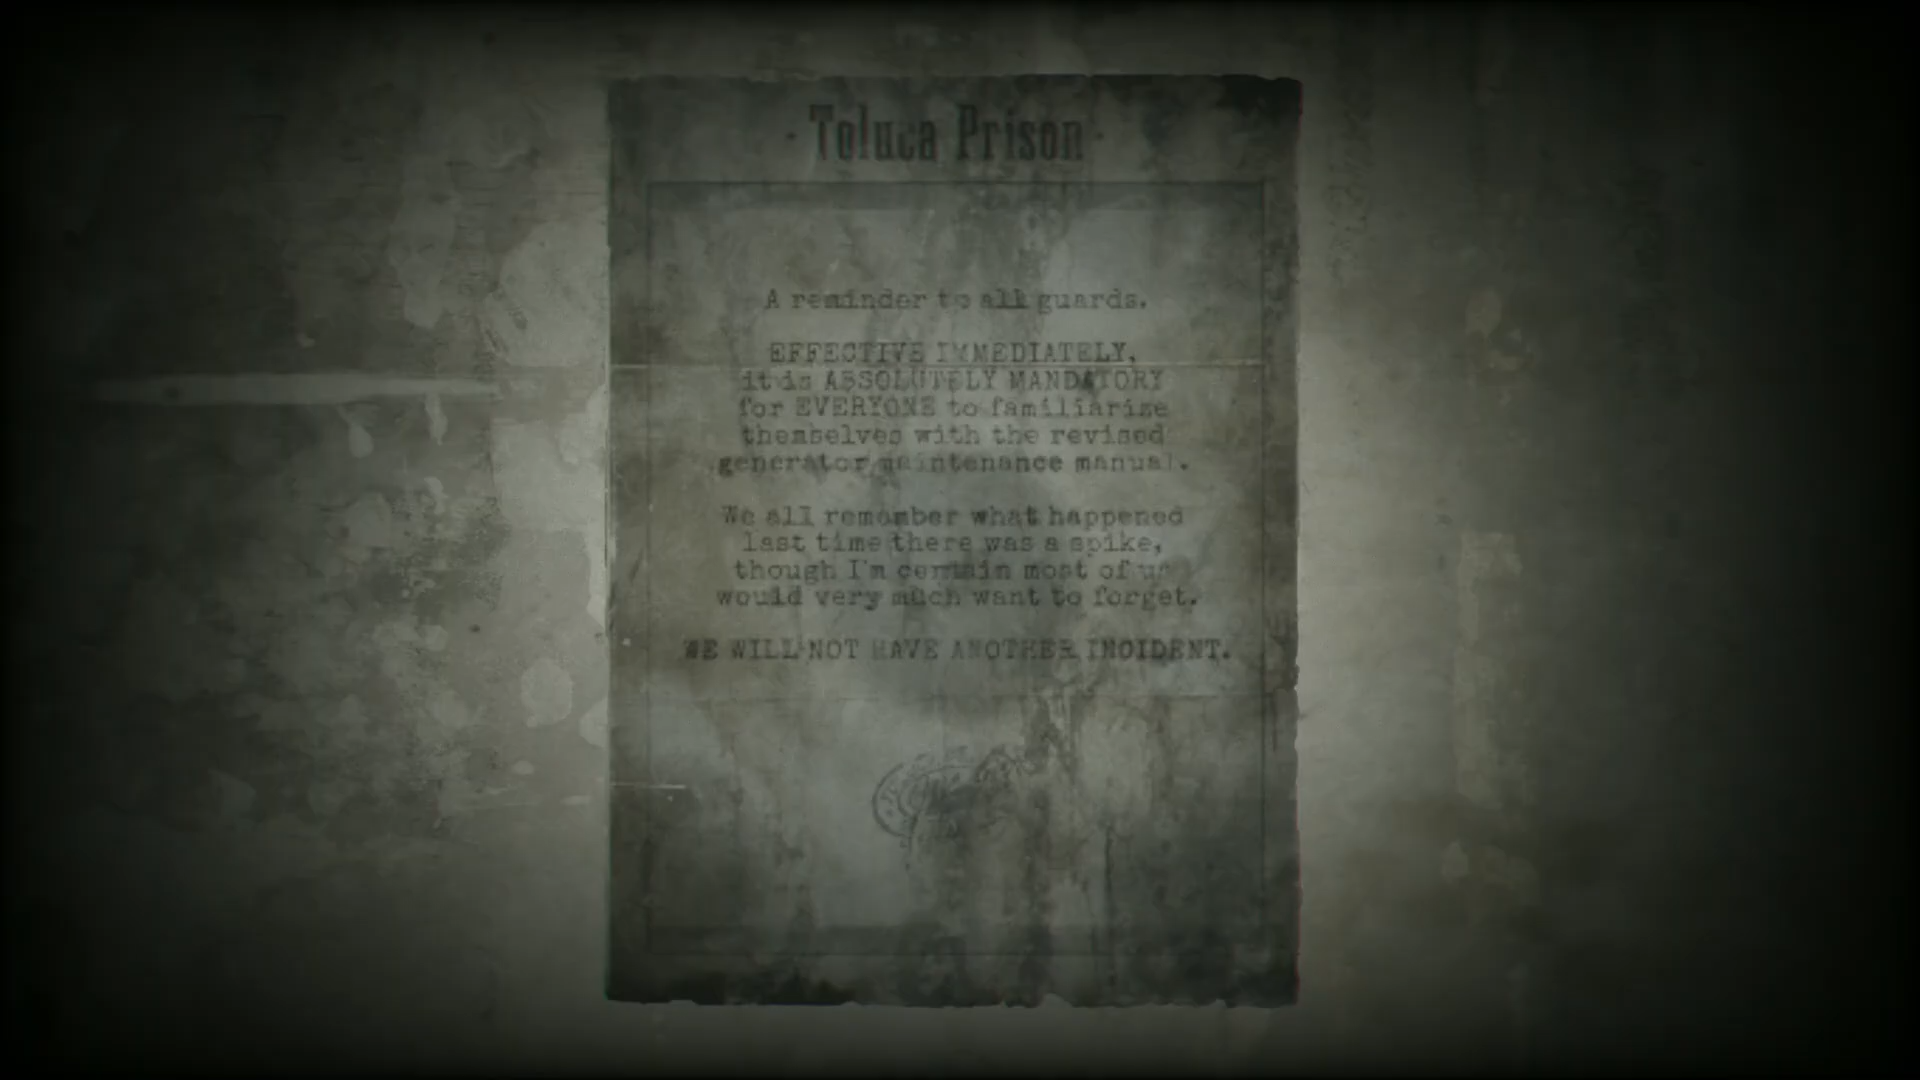 · Toluca Prison ·
A reminder to all guards.
EFFECTIVE IMMEDIATELY,
it is ABSOLUTELY MANDATORY
for EVERYONE to familiarize
themselves with the revised
generator maintenance manual.
We all remember what happened
last time there was a spike,
though I'm certain most of us
would very much want to forget.
WE WILL NOT HAVE ANOTHER INCIDENT.